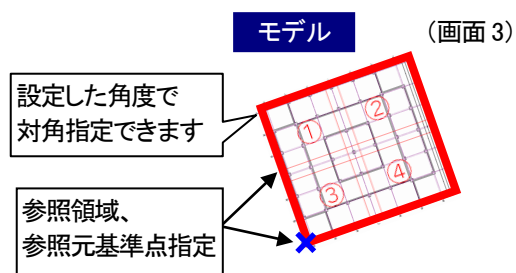 モデル
（画面3）
設定した角度で
対角指定できます
①
②
③
④
参照領域、
参照元基準点指定